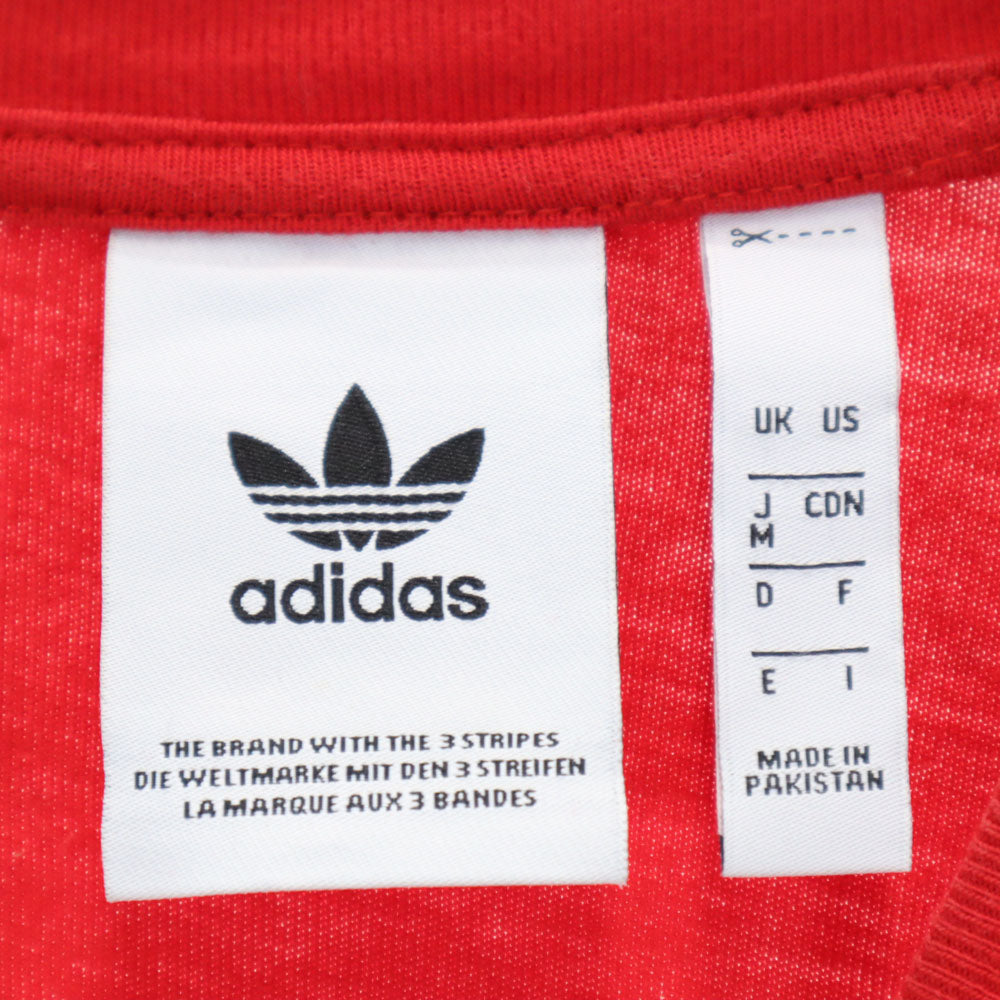 adidas
THE BRAND WITH THE 3 STRIPES
DIE WELTMARKE MIT DEN 3 STREIFEN
LA MARQUE AUX 3 BANDES
UK US
J CDN
M
D F
E I
MADE IN
PAKISTAN